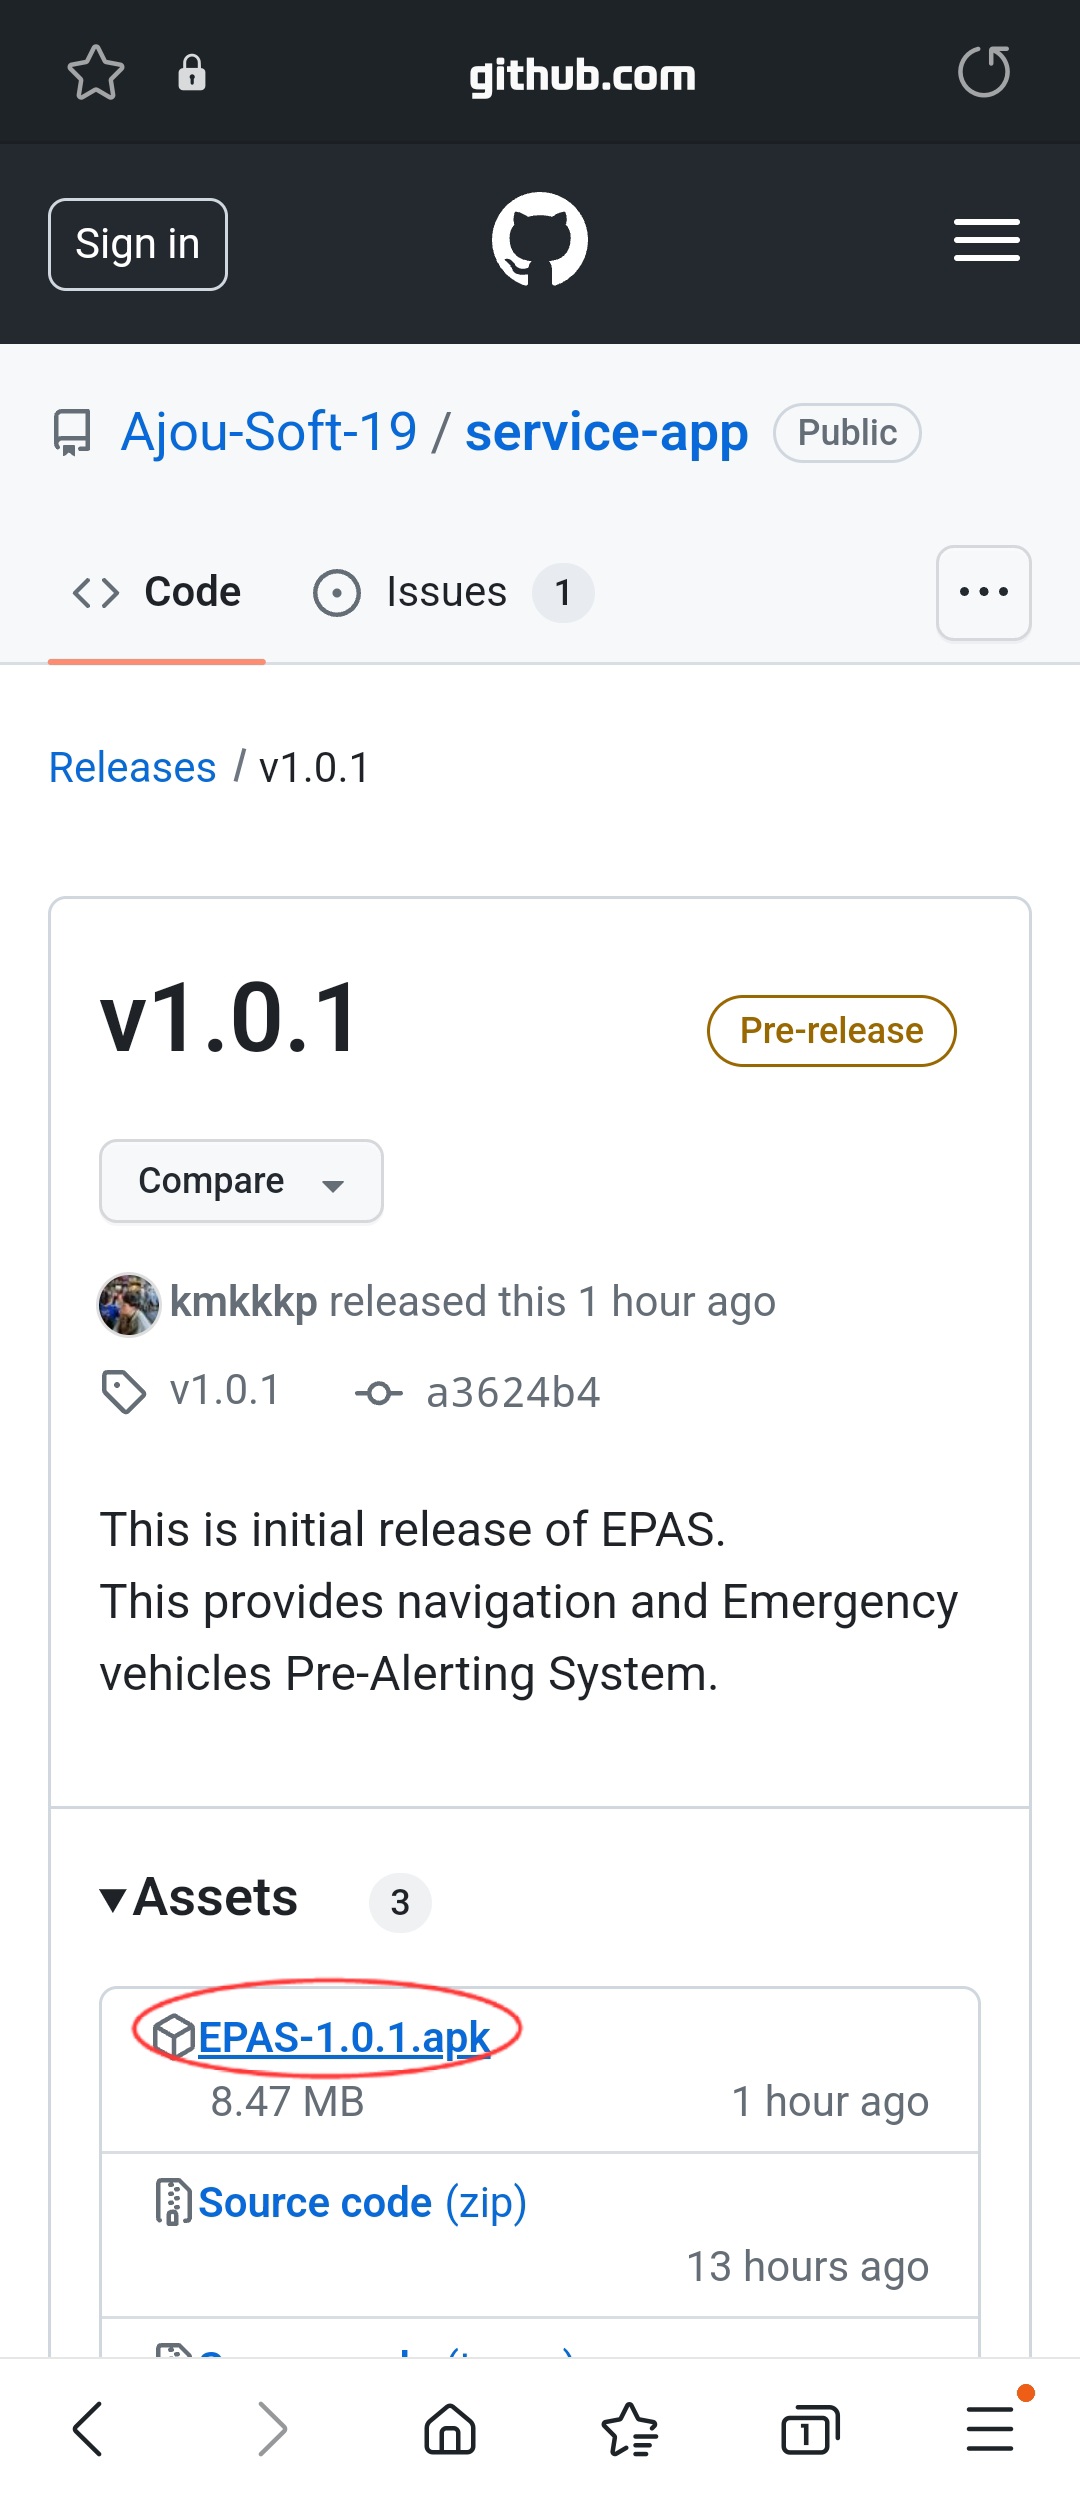 github.com
Sign in
Ajou-Soft-19 / service-app Public
Code Issues 1
Releases / v1.0.1
v1.0.1 Pre-release
Compare
kmkkkp released this 1 hour ago
v1.0.1 a3624b4
This is initial release of EPAS.
This provides navigation and Emergency
vehicles Pre-Alerting System.
Assets 3
EPAS-1.0.1.apk
8.47 MB 1 hour ago
Source code (zip)
13 hours ago
1